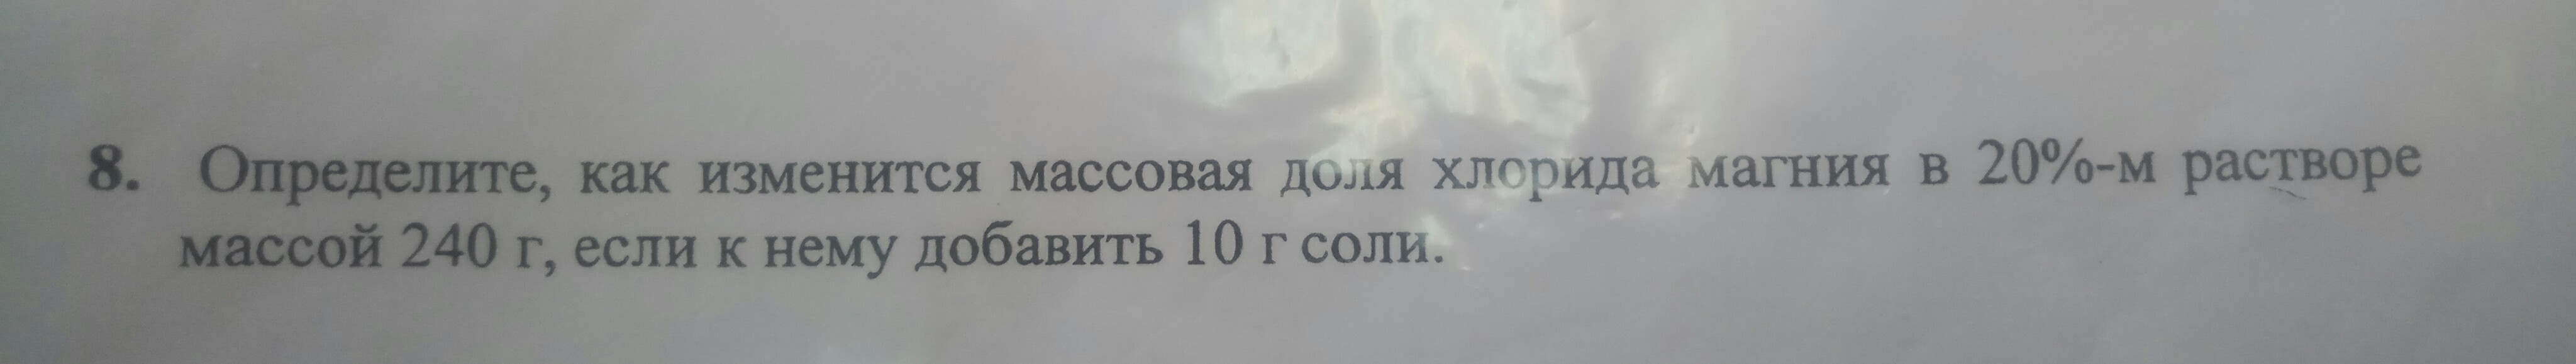 8. Определите, как изменится массовая доля хлорида магния в 20%-м растворе
массой 240 г, если к нему добавить 10 г соли.